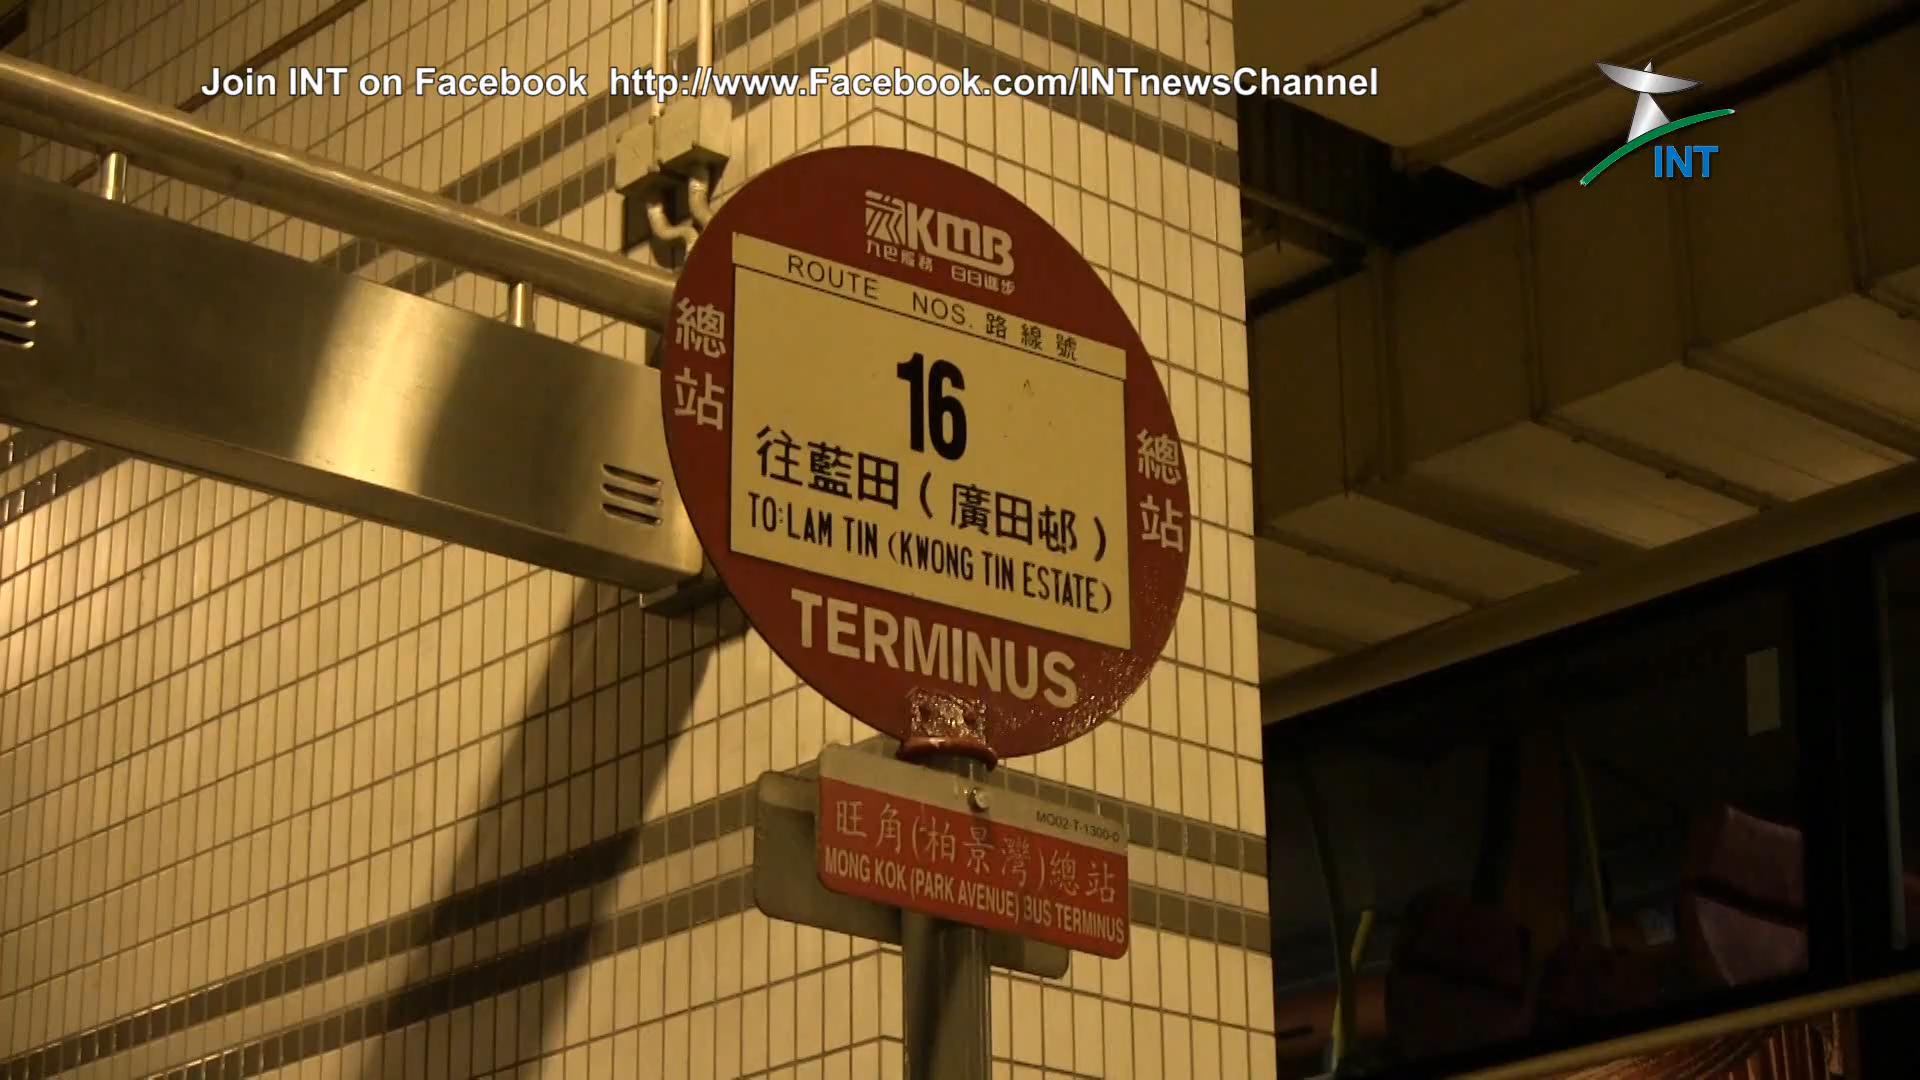 Join INT on Facebook http://www.Facebook.com/INTnewsChannel
INT
KMB
九巴服務 日日進步
ROUTE NOS. 路線號
總站
16
往藍田(廣田邨)
TO:LAM TIN (KWONG TIN ESTATE)
總站
TERMINUS
MO02-T-1300-0
旺角(柏景灣)總站
MONG KOK (PARK AVENUE) BUS TERMINUS